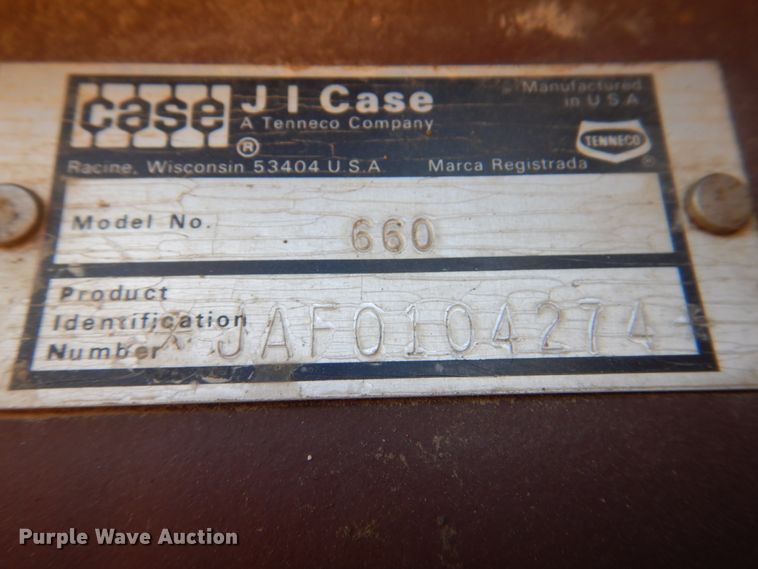 case J I Case
A Tenneco Company
Manufactured
in U S A
TENNECO
®
®
Racine, Wisconsin 53404 U.S.A Marca Registrada
Model No. 660
Product
Identification
Number *JAF0104274*
Purple Wave Auction®